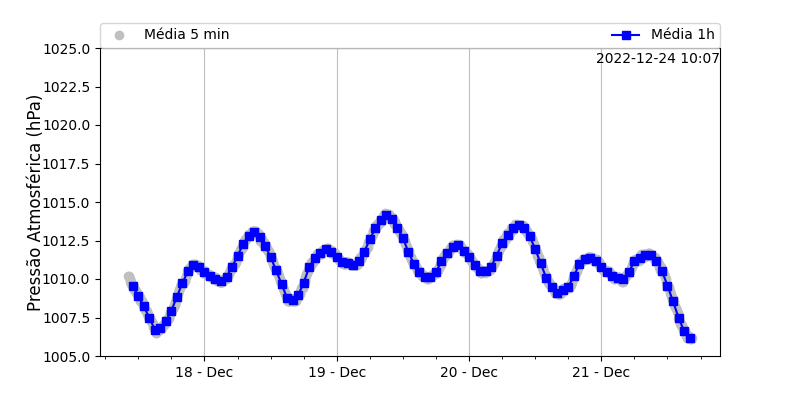 Média 5 min
Média 1h
2022-12-24 10:07
Pressão Atmosférica (hPa)
1025.0
1022.5
1020.0
1017.5
1015.0
1012.5
1010.0
1007.5
1005.0
18 - Dec
19 - Dec
20 - Dec
21 - Dec